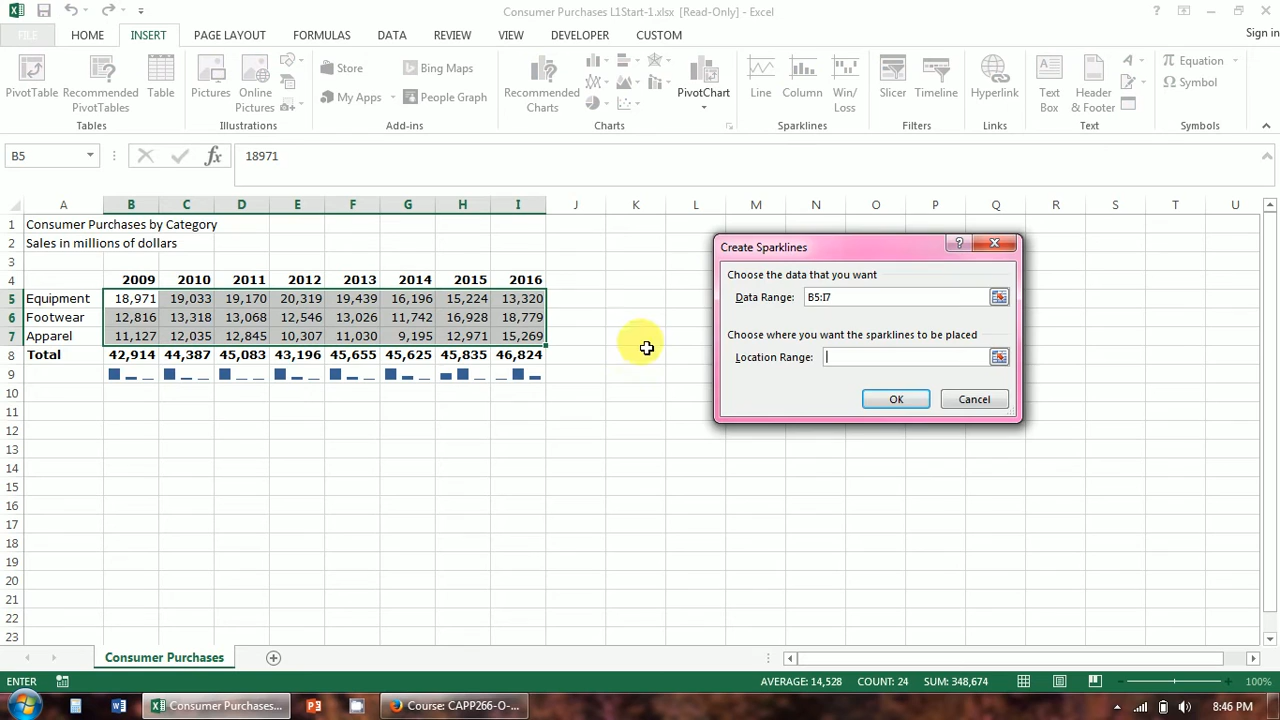 Consumer Purchases L1Start-1.xlsx [Read-Only] - Excel
FILE HOME INSERT PAGE LAYOUT FORMULAS DATA REVIEW VIEW DEVELOPER CUSTOM Sign in
PivotTable Recommended PivotTables Table
Tables
Pictures Online Pictures
Illustrations
Store
My Apps
Bing Maps
People Graph
Add-ins
Recommended Charts
PivotChart
Charts
Line Column Win/Loss
Sparklines
Slicer Timeline
Filters
Hyperlink
Links
Text Box Header & Footer
Text
Equation
Symbol
Symbols
B5 fx 18971
A B C D E F G H I J K L M N O P Q R S T U
1 Consumer Purchases by Category
2 Sales in millions of dollars
3
4 2009 2010 2011 2012 2013 2014 2015 2016
5 Equipment 18,971 19,033 19,170 20,319 19,439 16,196 15,224 13,320
6 Footwear 12,816 13,318 13,068 12,546 13,026 11,742 16,928 18,779
7 Apparel 11,127 12,035 12,845 10,307 11,030 9,195 12,971 15,269
8 Total 42,914 44,387 45,083 43,196 45,655 45,625 45,835 46,824
9
10
11
12
13
14
15
16
17
18
19
20
21
22
23
Create Sparklines
Choose the data that you want
Data Range: B5:I7
Choose where you want the sparklines to be placed
Location Range:
OK Cancel
Consumer Purchases
ENTER AVERAGE: 14,528 COUNT: 24 SUM: 348,674 100%
Consumer Purchases... Course: CAPP266-O-... 8:46 PM